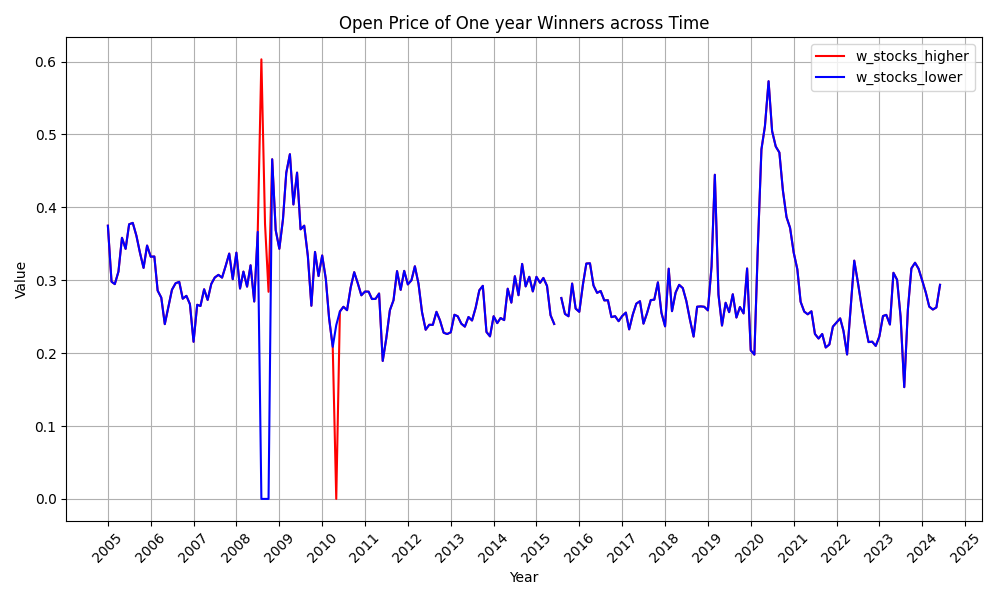 Open Price of One year Winners across Time
w_stocks_higher
w_stocks_lower
Value
0.6
0.5
0.4
0.3
0.2
0.1
0.0
2005 2006 2007 2008 2009 2010 2011 2012 2013 2014 2015 2016 2017 2018 2019 2020 2021 2022 2023 2024 2025
Year